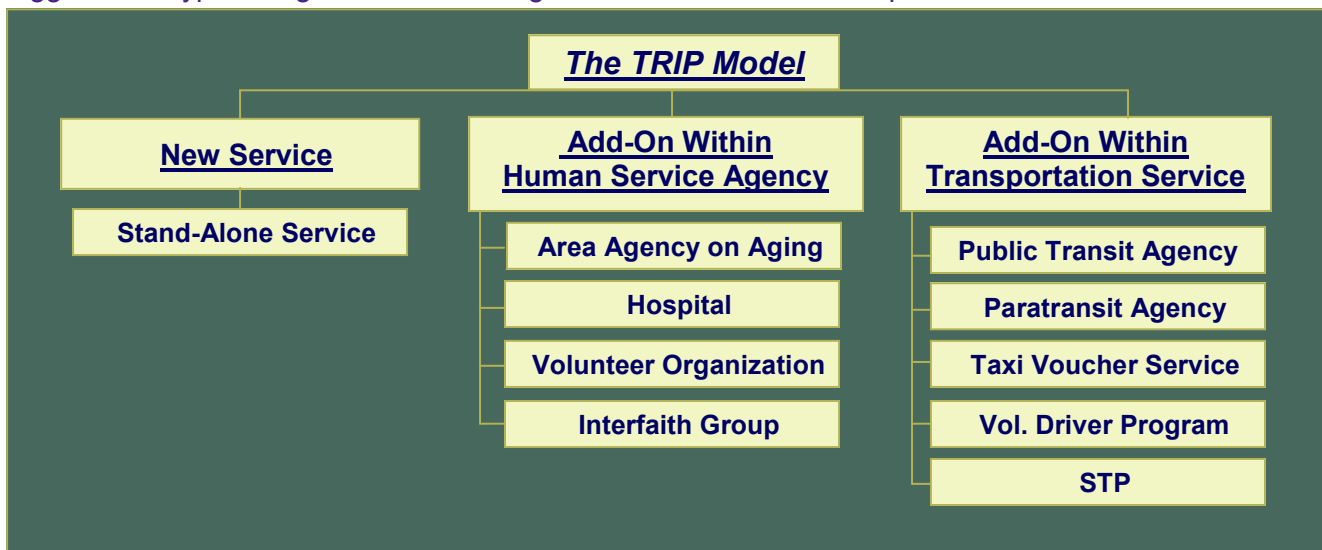 The TRIP Model
New Service
Stand-Alone Service
Add-On Within
Human Service Agency
Area Agency on Aging
Hospital
Volunteer Organization
Interfaith Group
Add-On Within
Transportation Service
Public Transit Agency
Paratransit Agency
Taxi Voucher Service
Vol. Driver Program
STP